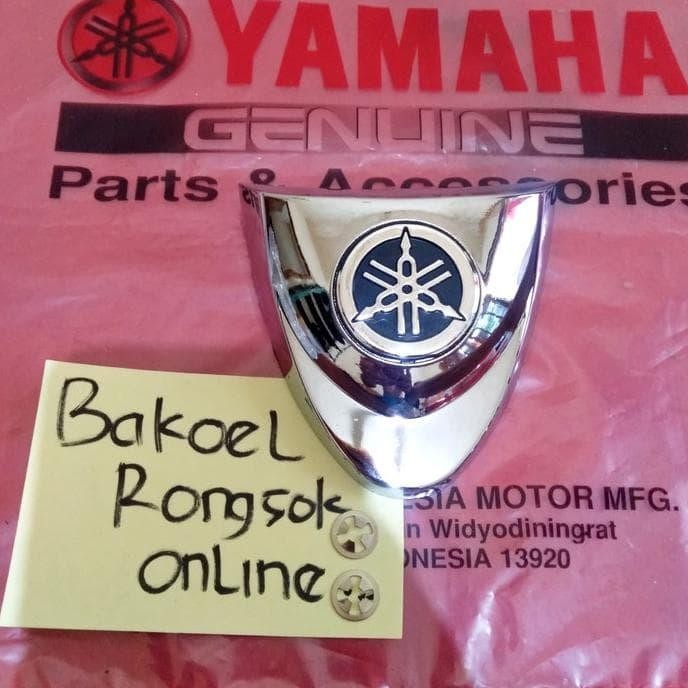 YAMAHA
GENUINE
Parts & Accessories
Bakoel
Rongsok
online
ESIA MOTOR MFG.
n Widyodiningrat
ONESIA 13920